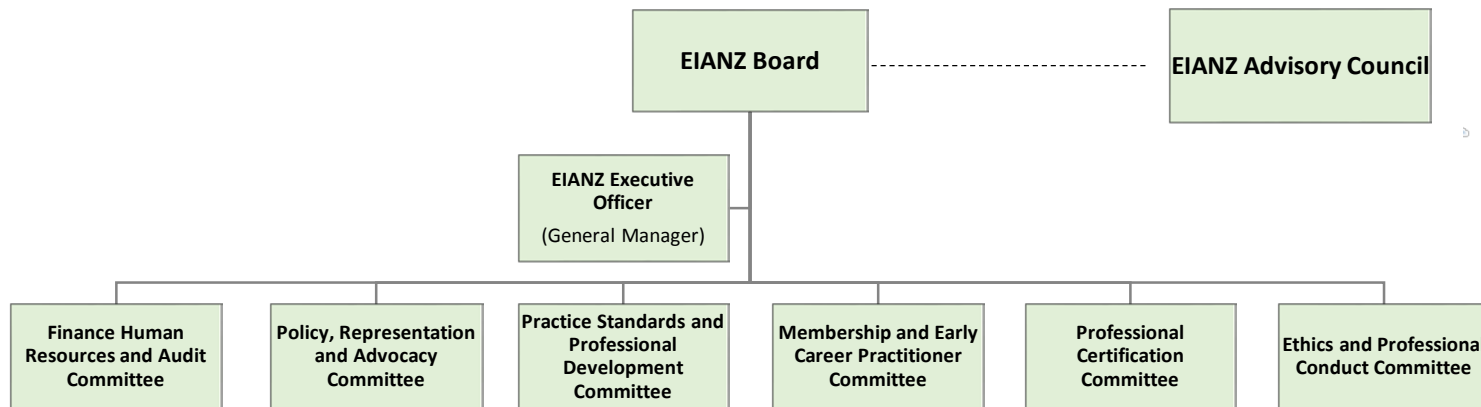 EIANZ Board
EIANZ Advisory Council
EIANZ Executive
Officer
(General Manager)
Finance Human
Resources and Audit
Committee
Policy, Representation
and Advocacy
Committee
Practice Standards and
Professional
Development
Committee
Membership and Early
Career Practitioner
Committee
Professional
Certification
Committee
Ethics and Professional
Conduct Committee